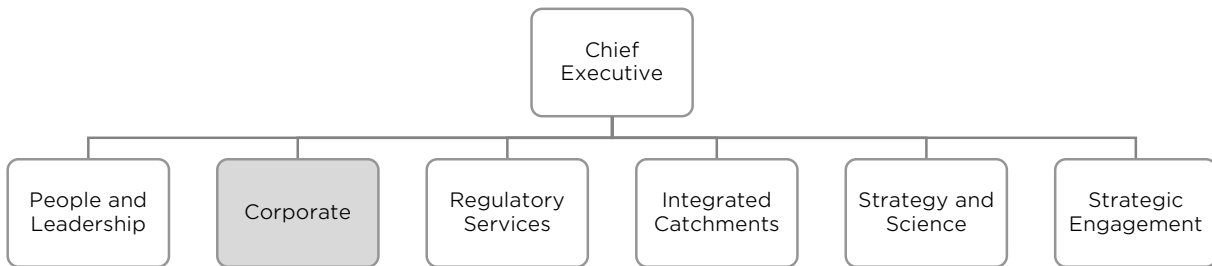 Chief
Executive
People and
Leadership
Corporate
Regulatory
Services
Integrated
Catchments
Strategy and
Science
Strategic
Engagement